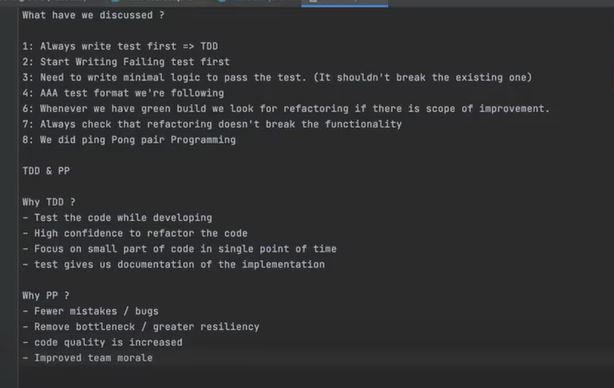 What have we discussed ?
1: Always write test first => TDD
2: Start Writing Failing test first
3: Need to write minimal logic to pass the test. (It shouldn't break the existing one)
4: AAA test format we're following
6: Whenever we have green build we look for refactoring if there is scope of improvement.
7: Always check that refactoring doesn't break the functionality
8: We did ping Pong pair Programming
TDD & PP
Why TDD ?
- Test the code while developing
- High confidence to refactor the code
- Focus on small part of code in single point of time
- test gives us documentation of the implementation
Why PP ?
- Fewer mistakes / bugs
- Remove bottleneck / greater resiliency
- code quality is increased
- Improved team morale